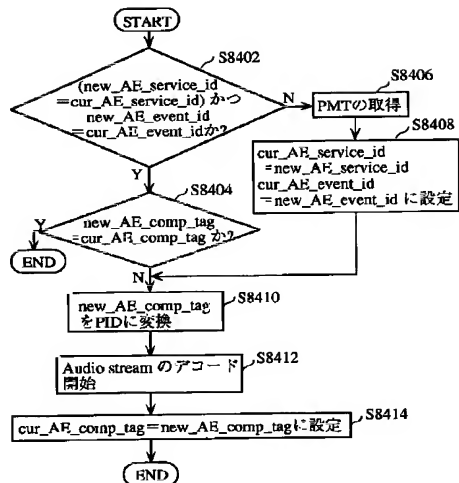 START
S8402
(new_AE_service_id
=cur_AE_service_id) かつ
new_AE_event_id
=cur_AE_event_idか?
N
S8406
PMTの取得
S8408
cur_AE_service_id
=new_AE_service_id
cur_AE_event_id
=new_AE_event_id に設定
Y
S8404
new_AE_comp_tag
=cur_AE_comp_tag か?
Y
END
N
S8410
new_AE_comp_tag
をPIDに変換
S8412
Audio stream のデコード
開始
S8414
cur_AE_comp_tag=new_AE_comp_tagに設定
END